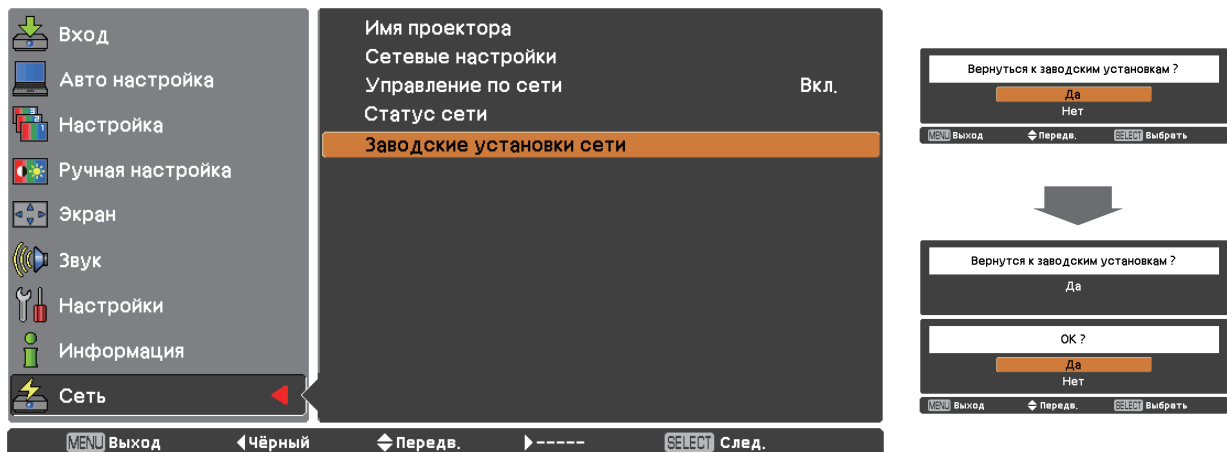 Вход
Авто настройка
Настройка
Ручная настройка
Экран
Звук
Настройки
Информация
Сеть
Имя проектора
Сетевые настройки
Управление по сети Вкл.
Статус сети
Заводские установки сети
MENU Выход ◀Чёрный Передв. ▶----- SELECT След.
Вернуться к заводским установкам ?
Да
Нет
MENU Выход Передв. SELECT Выбрать
Вернутся к заводским установкам ?
Да
OK ?
Да
Нет
MENU Выход Передв. SELECT Выбрать